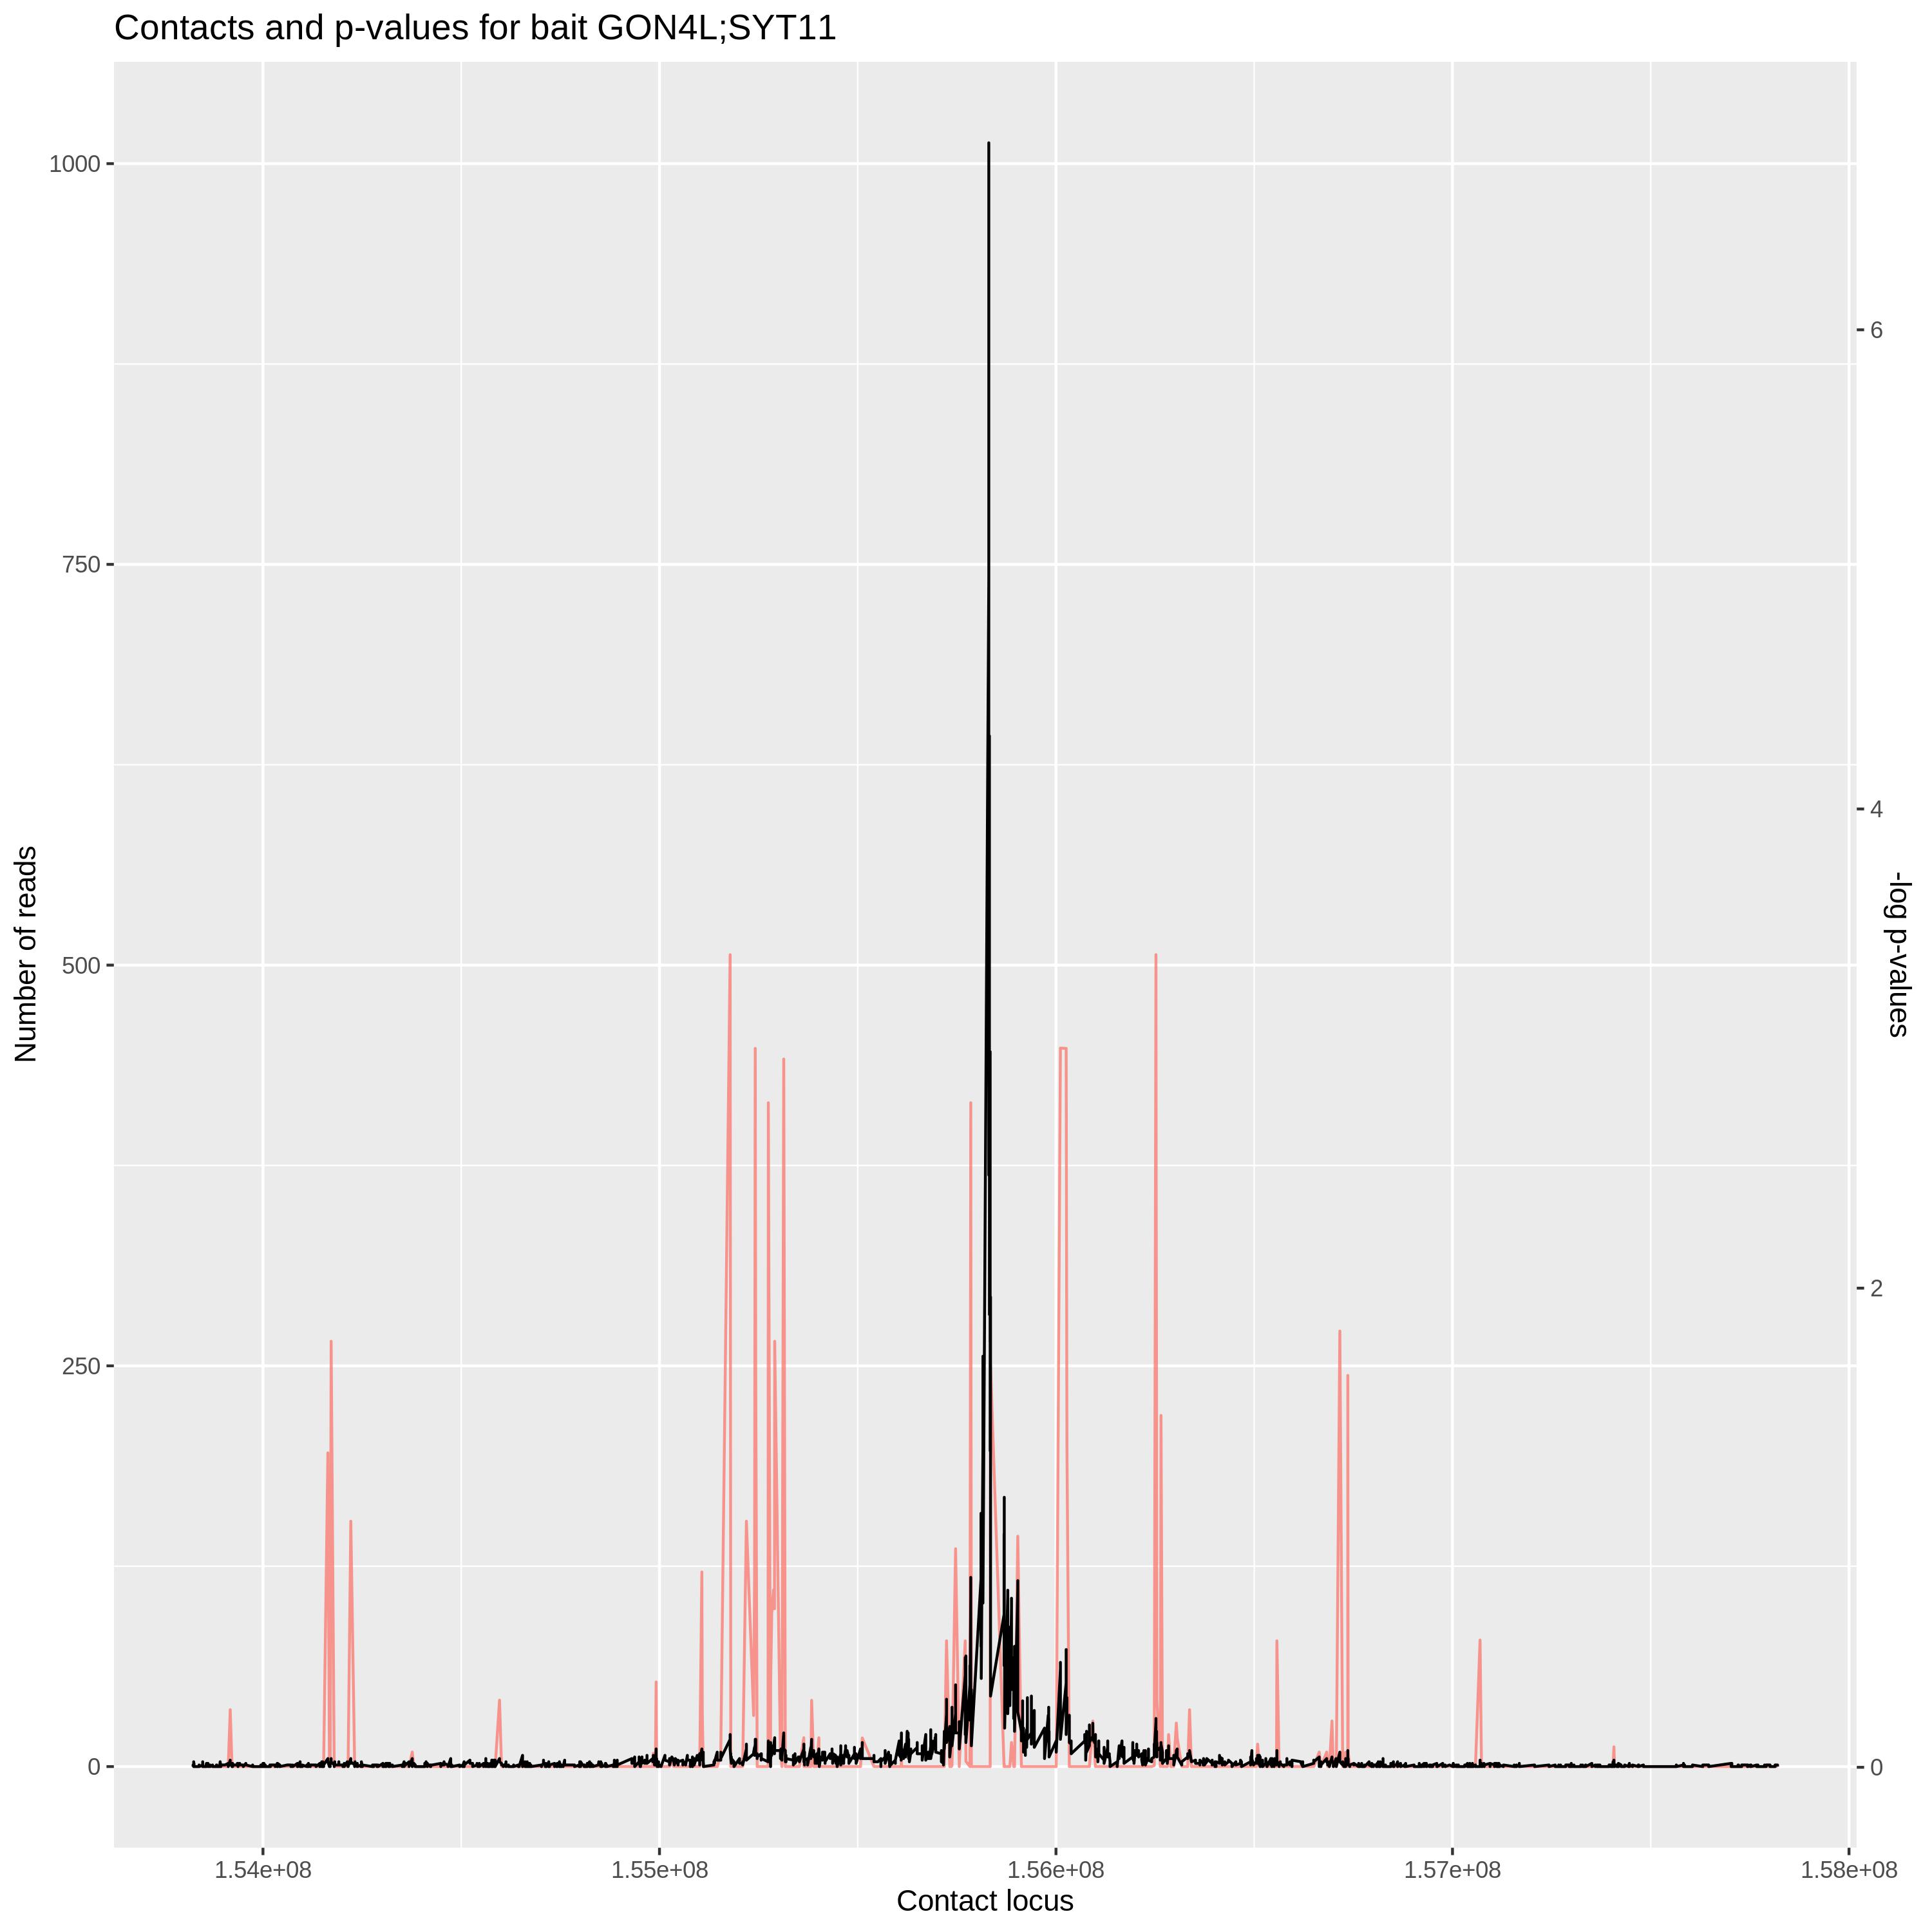 Contacts and p-values for bait GON4L;SYT11
1000
750
500
250
0
Number of reads
6
4
2
0
-log p-values
1.54e+08
1.55e+08
1.56e+08
1.57e+08
1.58e+08
Contact locus